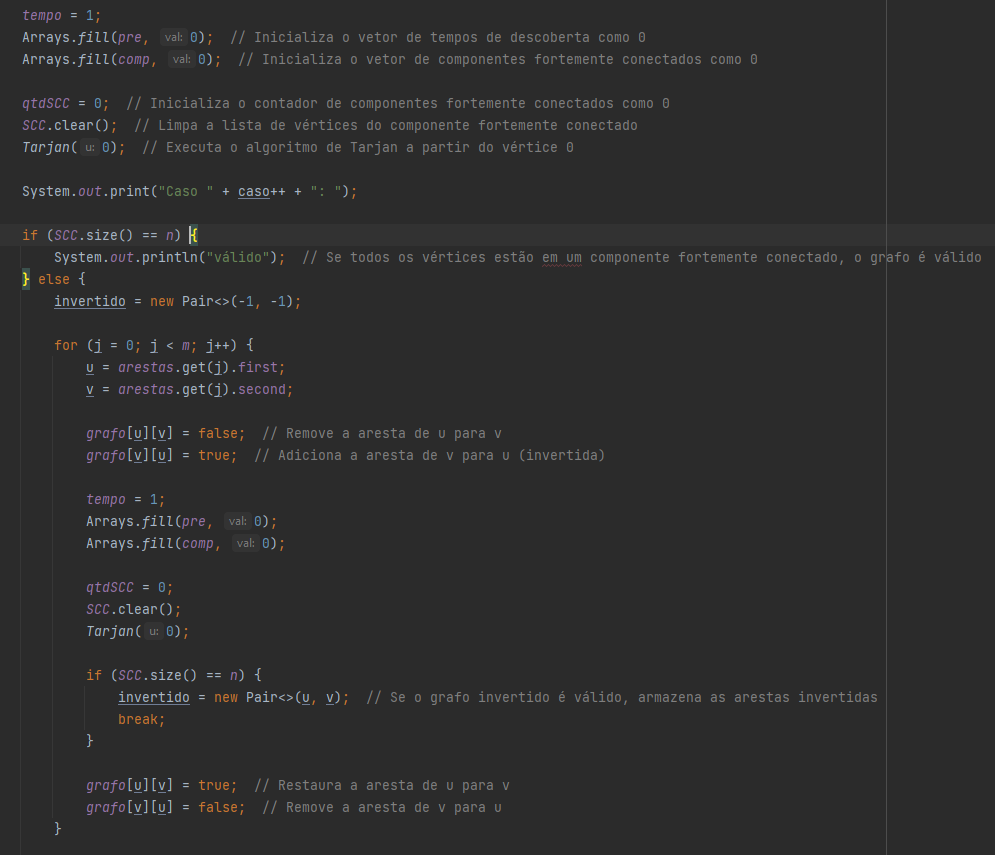 tempo = 1;
Arrays.fill(pre, val: 0);  // Inicializa o vetor de tempos de descoberta como 0
Arrays.fill(comp, val: 0);  // Inicializa o vetor de componentes fortemente conectados como 0
qtdSCC = 0;  // Inicializa o contador de componentes fortemente conectados como 0
SCC.clear();  // Limpa a lista de vértices do componente fortemente conectado
Tarjan( u: 0);  // Executa o algoritmo de Tarjan a partir do vértice 0
System.out.print("Caso " + caso++ + ": ");
if (SCC.size() == n) {
    System.out.println("válido");  // Se todos os vértices estão em um componente fortemente conectado, o grafo é válido
} else {
    invertido = new Pair<>(-1, -1);
    for (j = 0; j < m; j++) {
        u = arestas.get(j).first;
        v = arestas.get(j).second;
        grafo[u][v] = false;  // Remove a aresta de u para v
        grafo[v][u] = true;  // Adiciona a aresta de v para u (invertida)
        tempo = 1;
        Arrays.fill(pre, val: 0);
        Arrays.fill(comp, val: 0);
        qtdSCC = 0;
        SCC.clear();
        Tarjan( u: 0);
        if (SCC.size() == n) {
            invertido = new Pair<>(u, v);  // Se o grafo invertido é válido, armazena as arestas invertidas
            break;
        }
        grafo[u][v] = true;  // Restaura a aresta de u para v
        grafo[v][u] = false;  // Remove a aresta de v para u
    }